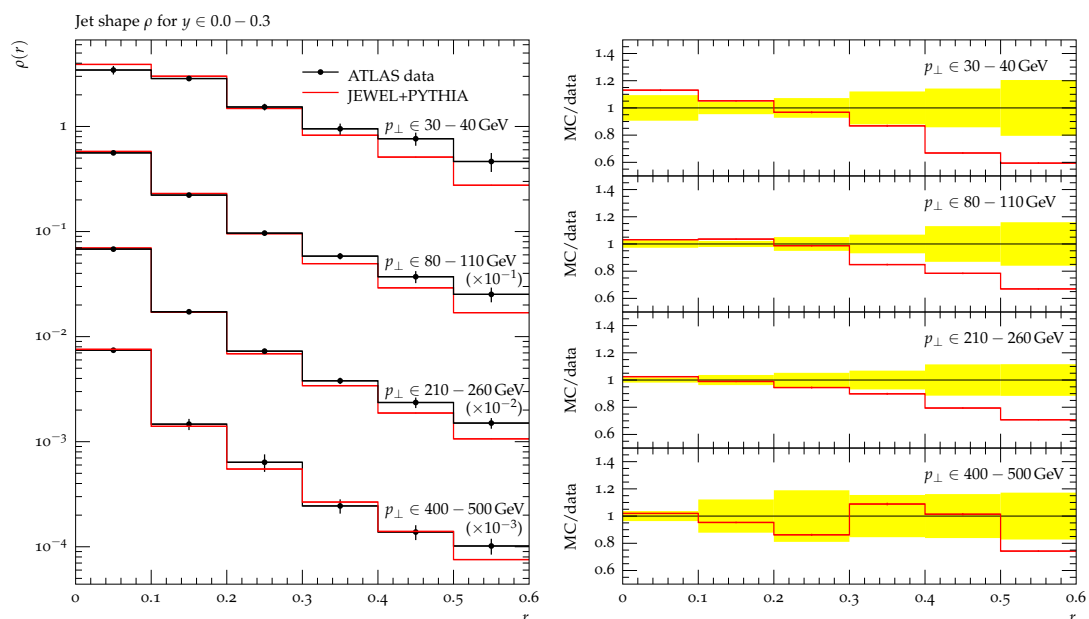 Jet shape ρ for y ∈ 0.0 − 0.3
ρ(r)
ATLAS data
JEWEL+PYTHIA
p⊥ ∈ 30 − 40 GeV
p⊥ ∈ 80 − 110 GeV
(×10⁻¹)
p⊥ ∈ 210 − 260 GeV
(×10⁻²)
p⊥ ∈ 400 − 500 GeV
(×10⁻³)
1
10⁻¹
10⁻²
10⁻³
10⁻⁴
0 0.1 0.2 0.3 0.4 0.5 0.6
r
p⊥ ∈ 30 − 40 GeV
MC/data
1.4
1.2
1
0.8
0.6
p⊥ ∈ 80 − 110 GeV
MC/data
1.4
1.2
1
0.8
0.6
p⊥ ∈ 210 − 260 GeV
MC/data
1.4
1.2
1
0.8
0.6
p⊥ ∈ 400 − 500 GeV
MC/data
1.4
1.2
1
0.8
0.6
0 0.1 0.2 0.3 0.4 0.5 0.6
r